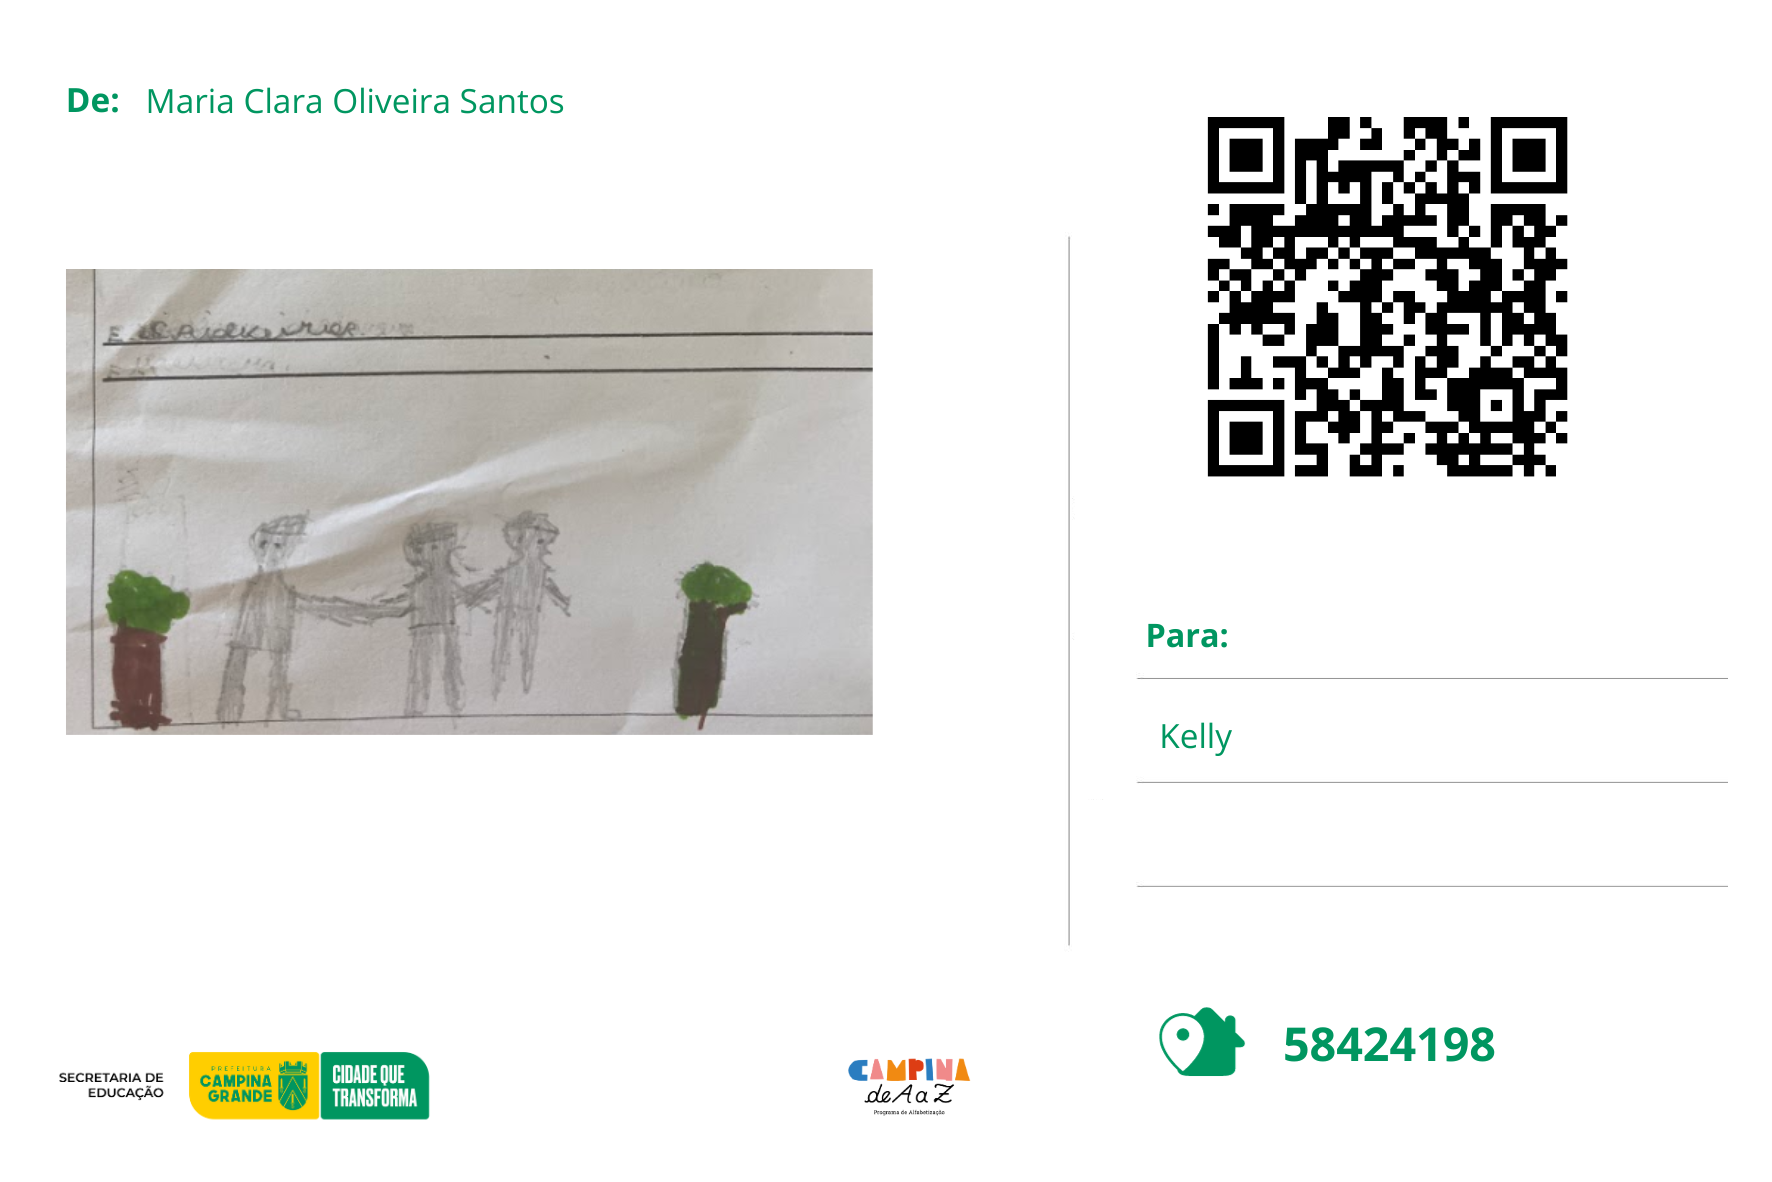 De: Maria Clara Oliveira Santos
Para:
Kelly
58424198
SECRETARIA DE
EDUCAÇÃO
PREFEITURA
CAMPINA
GRANDE
CIDADE QUE
TRANSFORMA
CAMPINA
de A a Z
Programa de Alfabetização